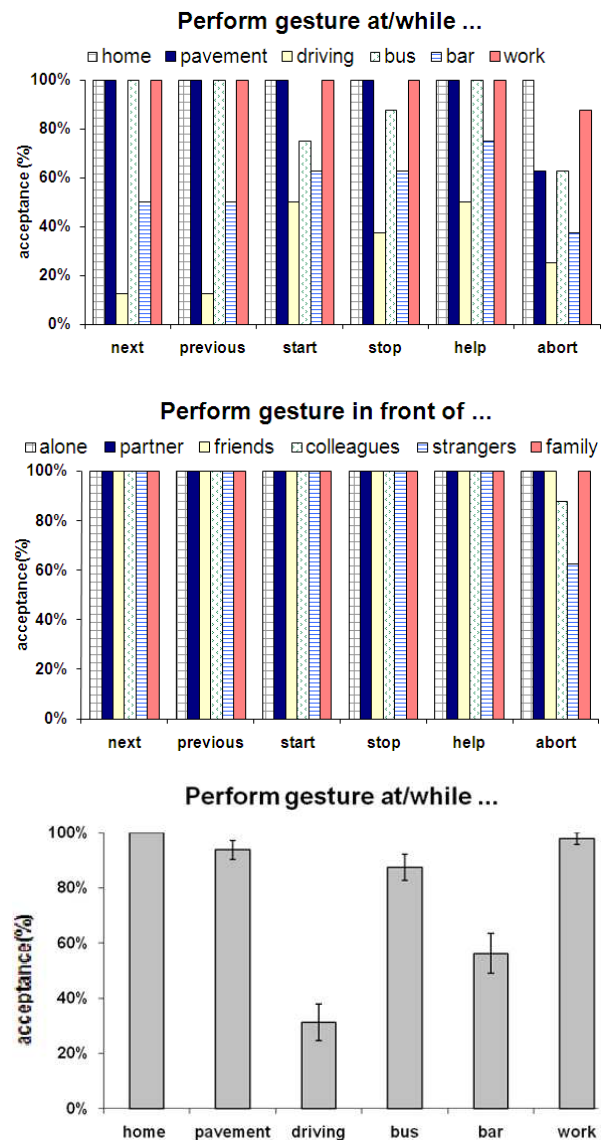 Perform gesture at/while ...
home pavement driving bus bar work
100%
80%
60%
40%
20%
0%
acceptance (%)
next previous start stop help abort
Perform gesture in front of ...
alone partner friends colleagues strangers family
100%
80%
60%
40%
20%
0%
acceptance(%)
next previous start stop help abort
Perform gesture at/while ...
100%
80%
60%
40%
20%
0%
acceptance(%)
home pavement driving bus bar work